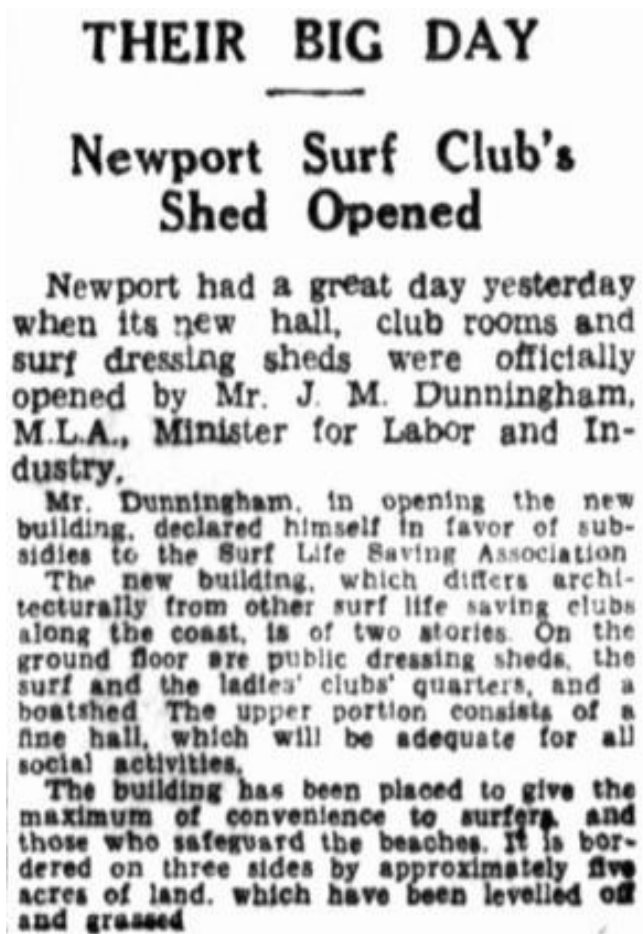 THEIR BIG DAY
Newport Surf Club's
Shed Opened
Newport had a great day yesterday
when its new hall, club rooms and
surf dressing sheds were officially
opened by Mr. J. M. Dunningham,
M.L.A., Minister for Labor and In-
dustry.
Mr. Dunningham, in opening the new
building, declared himself in favor of sub-
sidies to the Surf Life Saving Association
The new building, which differs archi-
tecturally from other surf life saving clubs
along the coast, is of two stories. On the
ground floor are public dressing sheds, the
surf and the ladies' clubs' quarters, and a
boatshed The upper portion consists of a
fine hall, which will be adequate for all
social activities.
The building has been placed to give the
maximum of convenience to surfers and
those who safeguard the beaches. It is bor-
dered on three sides by approximately five
acres of land, which have been levelled off
and grassed